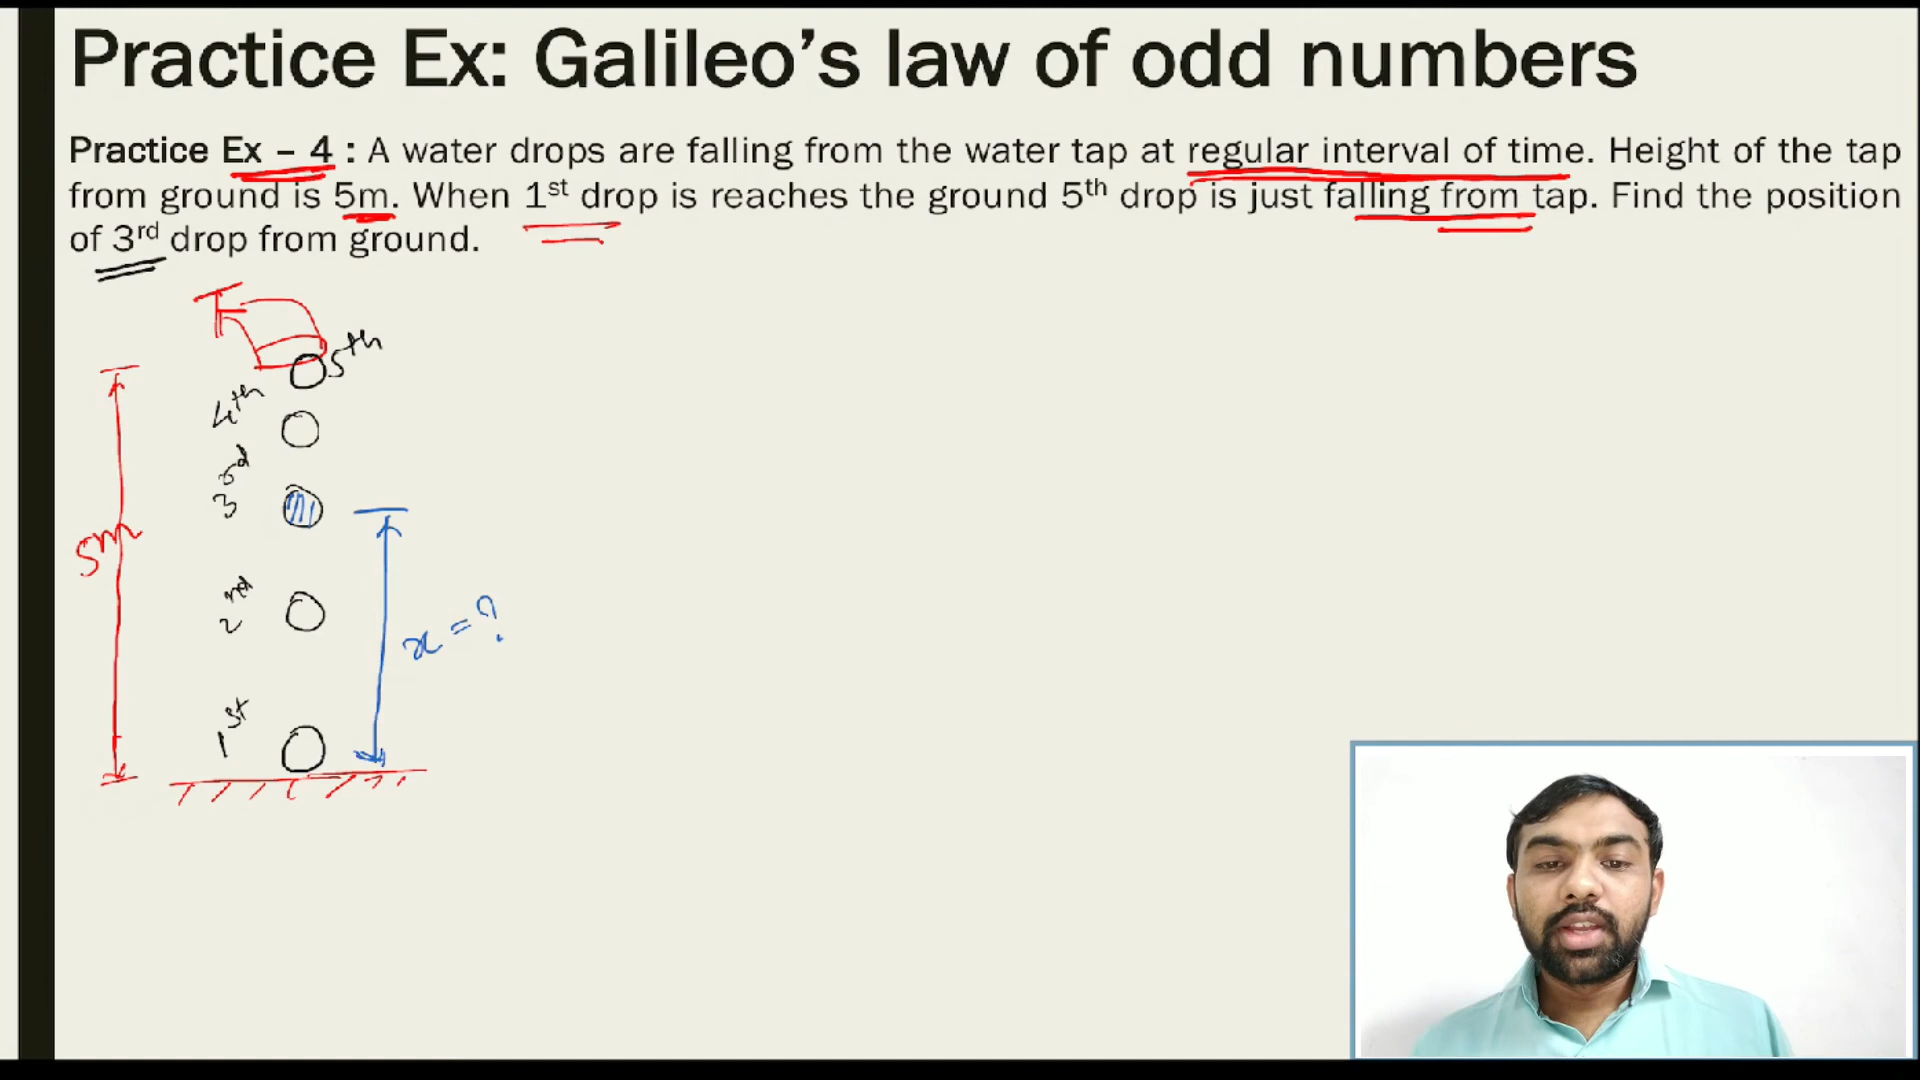 Practice Ex: Galileo’s law of odd numbers
Practice Ex – 4 : A water drops are falling from the water tap at regular interval of time. Height of the tap
from ground is 5m. When 1st drop is reaches the ground 5th drop is just falling from tap. Find the position
of 3rd drop from ground.
5th
4th
3rd
5m
2nd
x = ?
1st